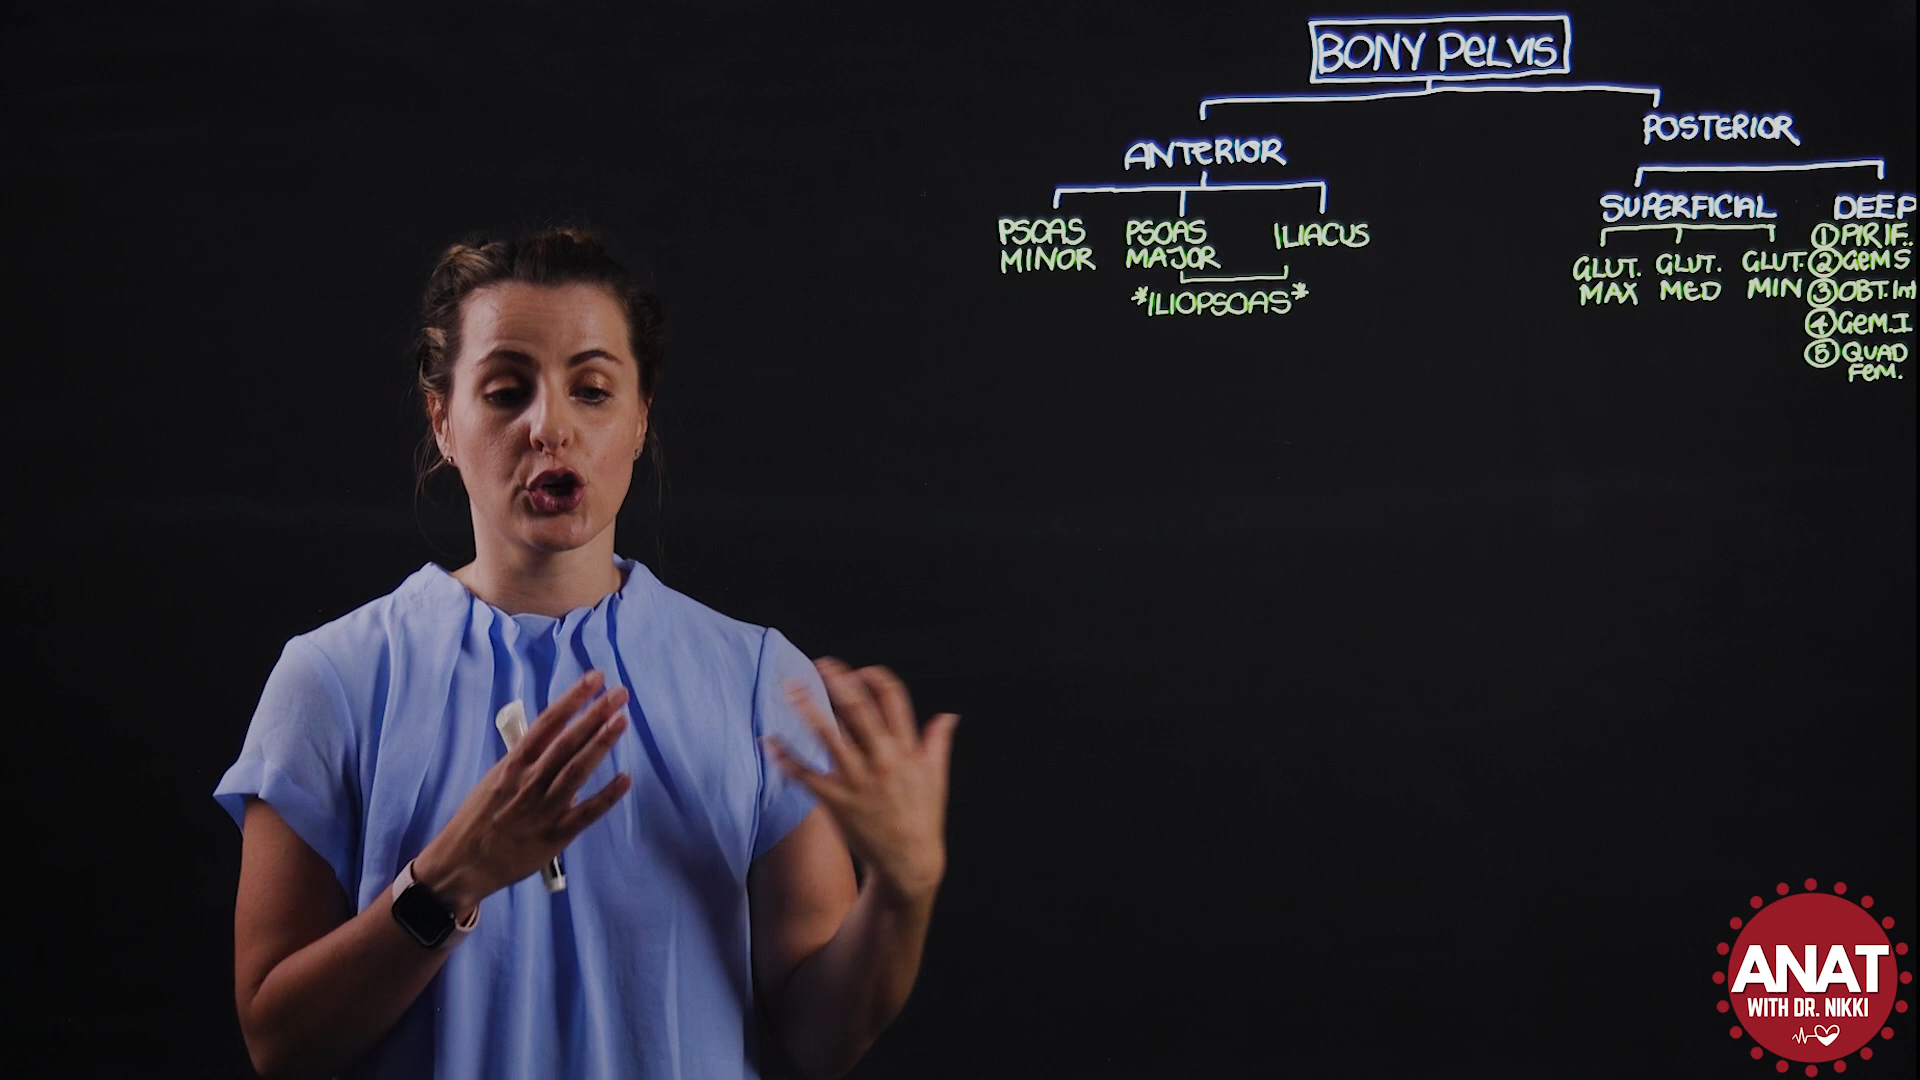 BONY PELVIS
ANTERIOR
POSTERIOR
PSOAS MINOR
PSOAS MAJOR
ILIACUS
*ILIOPSOAS*
SUPERFICIAL
GLUT. MAX
GLUT. MED
GLUT. MIN
DEEP
① PIRIF..
② GEM S
③ OBT. Int
④ GEM. I
⑤ QUAD
FEM.
ANAT
WITH DR. NIKKI